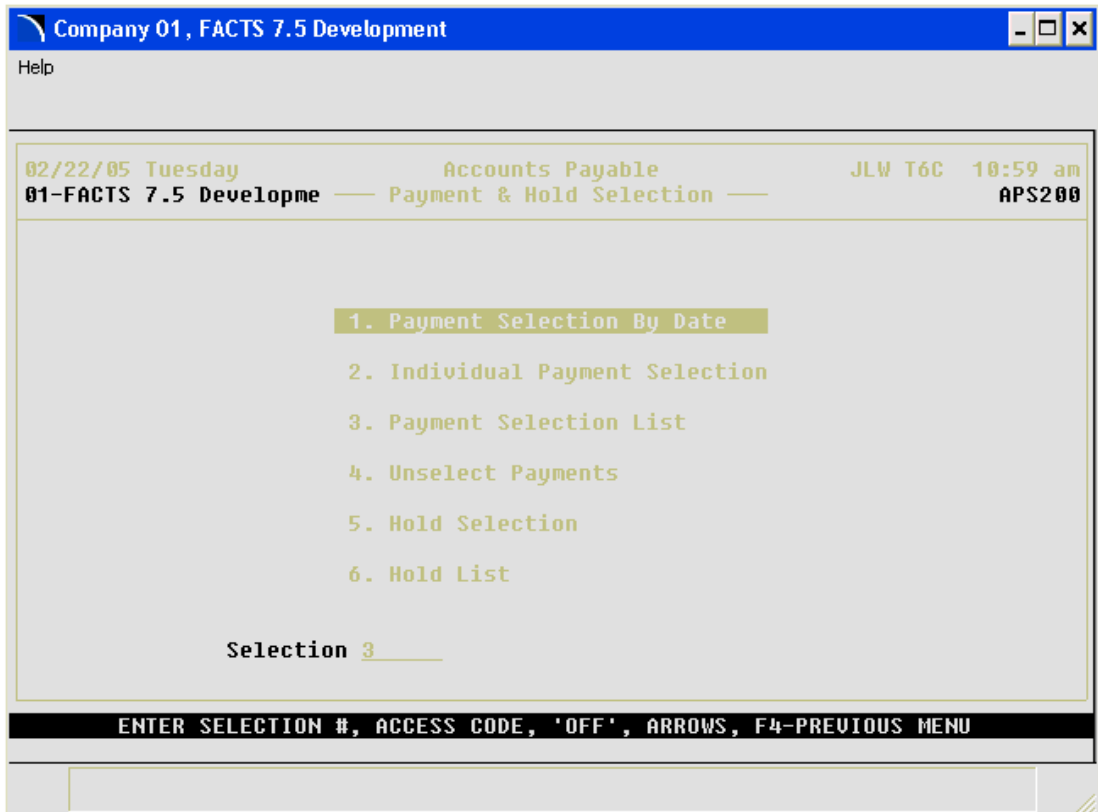 Company 01, FACTS 7.5 Development
Help
02/22/05 Tuesday Accounts Payable JLW T6C 10:59 am
01-FACTS 7.5 Developme — Payment & Hold Selection — APS200
1. Payment Selection By Date
2. Individual Payment Selection
3. Payment Selection List
4. Unselect Payments
5. Hold Selection
6. Hold List
Selection 3
ENTER SELECTION #, ACCESS CODE, 'OFF', ARROWS, F4-PREVIOUS MENU